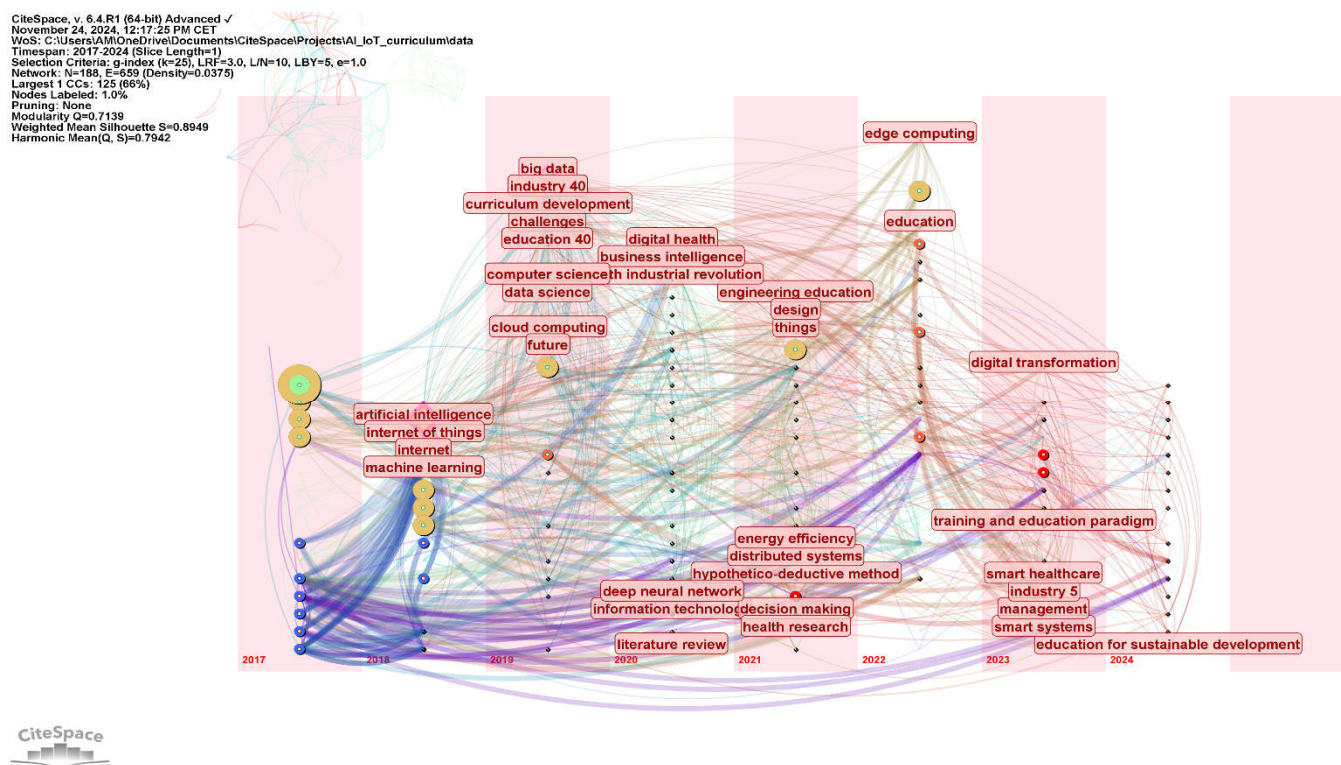 CiteSpace, v. 6.4.R1 (64-bit) Advanced ✓
November 24, 2024, 12:17:25 PM CET
WoS: C:\Users\AM\OneDrive\Documents\CiteSpace\Projects\AI_IoT_curriculum\data
Timespan: 2017-2024 (Slice Length=1)
Selection Criteria: g-index (k=25), LRF=3.0, L/N=10, LBY=5, e=1.0
Network: N=188, E=659 (Density=0.0375)
Largest 1 CCs: 125 (66%)
Nodes Labeled: 1.0%
Pruning: None
Modularity Q=0.7139
Weighted Mean Silhouette S=0.8949
Harmonic Mean(Q, S)=0.7942
edge computing
big data
industry 40
curriculum development
challenges
education 40
education
digital health
business intelligence
computer science
th industrial revolution
data science
engineering education
design
things
cloud computing
future
digital transformation
artificial intelligence
internet of things
internet
machine learning
training and education paradigm
energy efficiency
distributed systems
hypothetico-deductive method
deep neural network
information technolo
decision making
health research
literature review
smart healthcare
industry 5
management
smart systems
education for sustainable development
2017
2018
2019
2020
2021
2022
2023
2024
CiteSpace